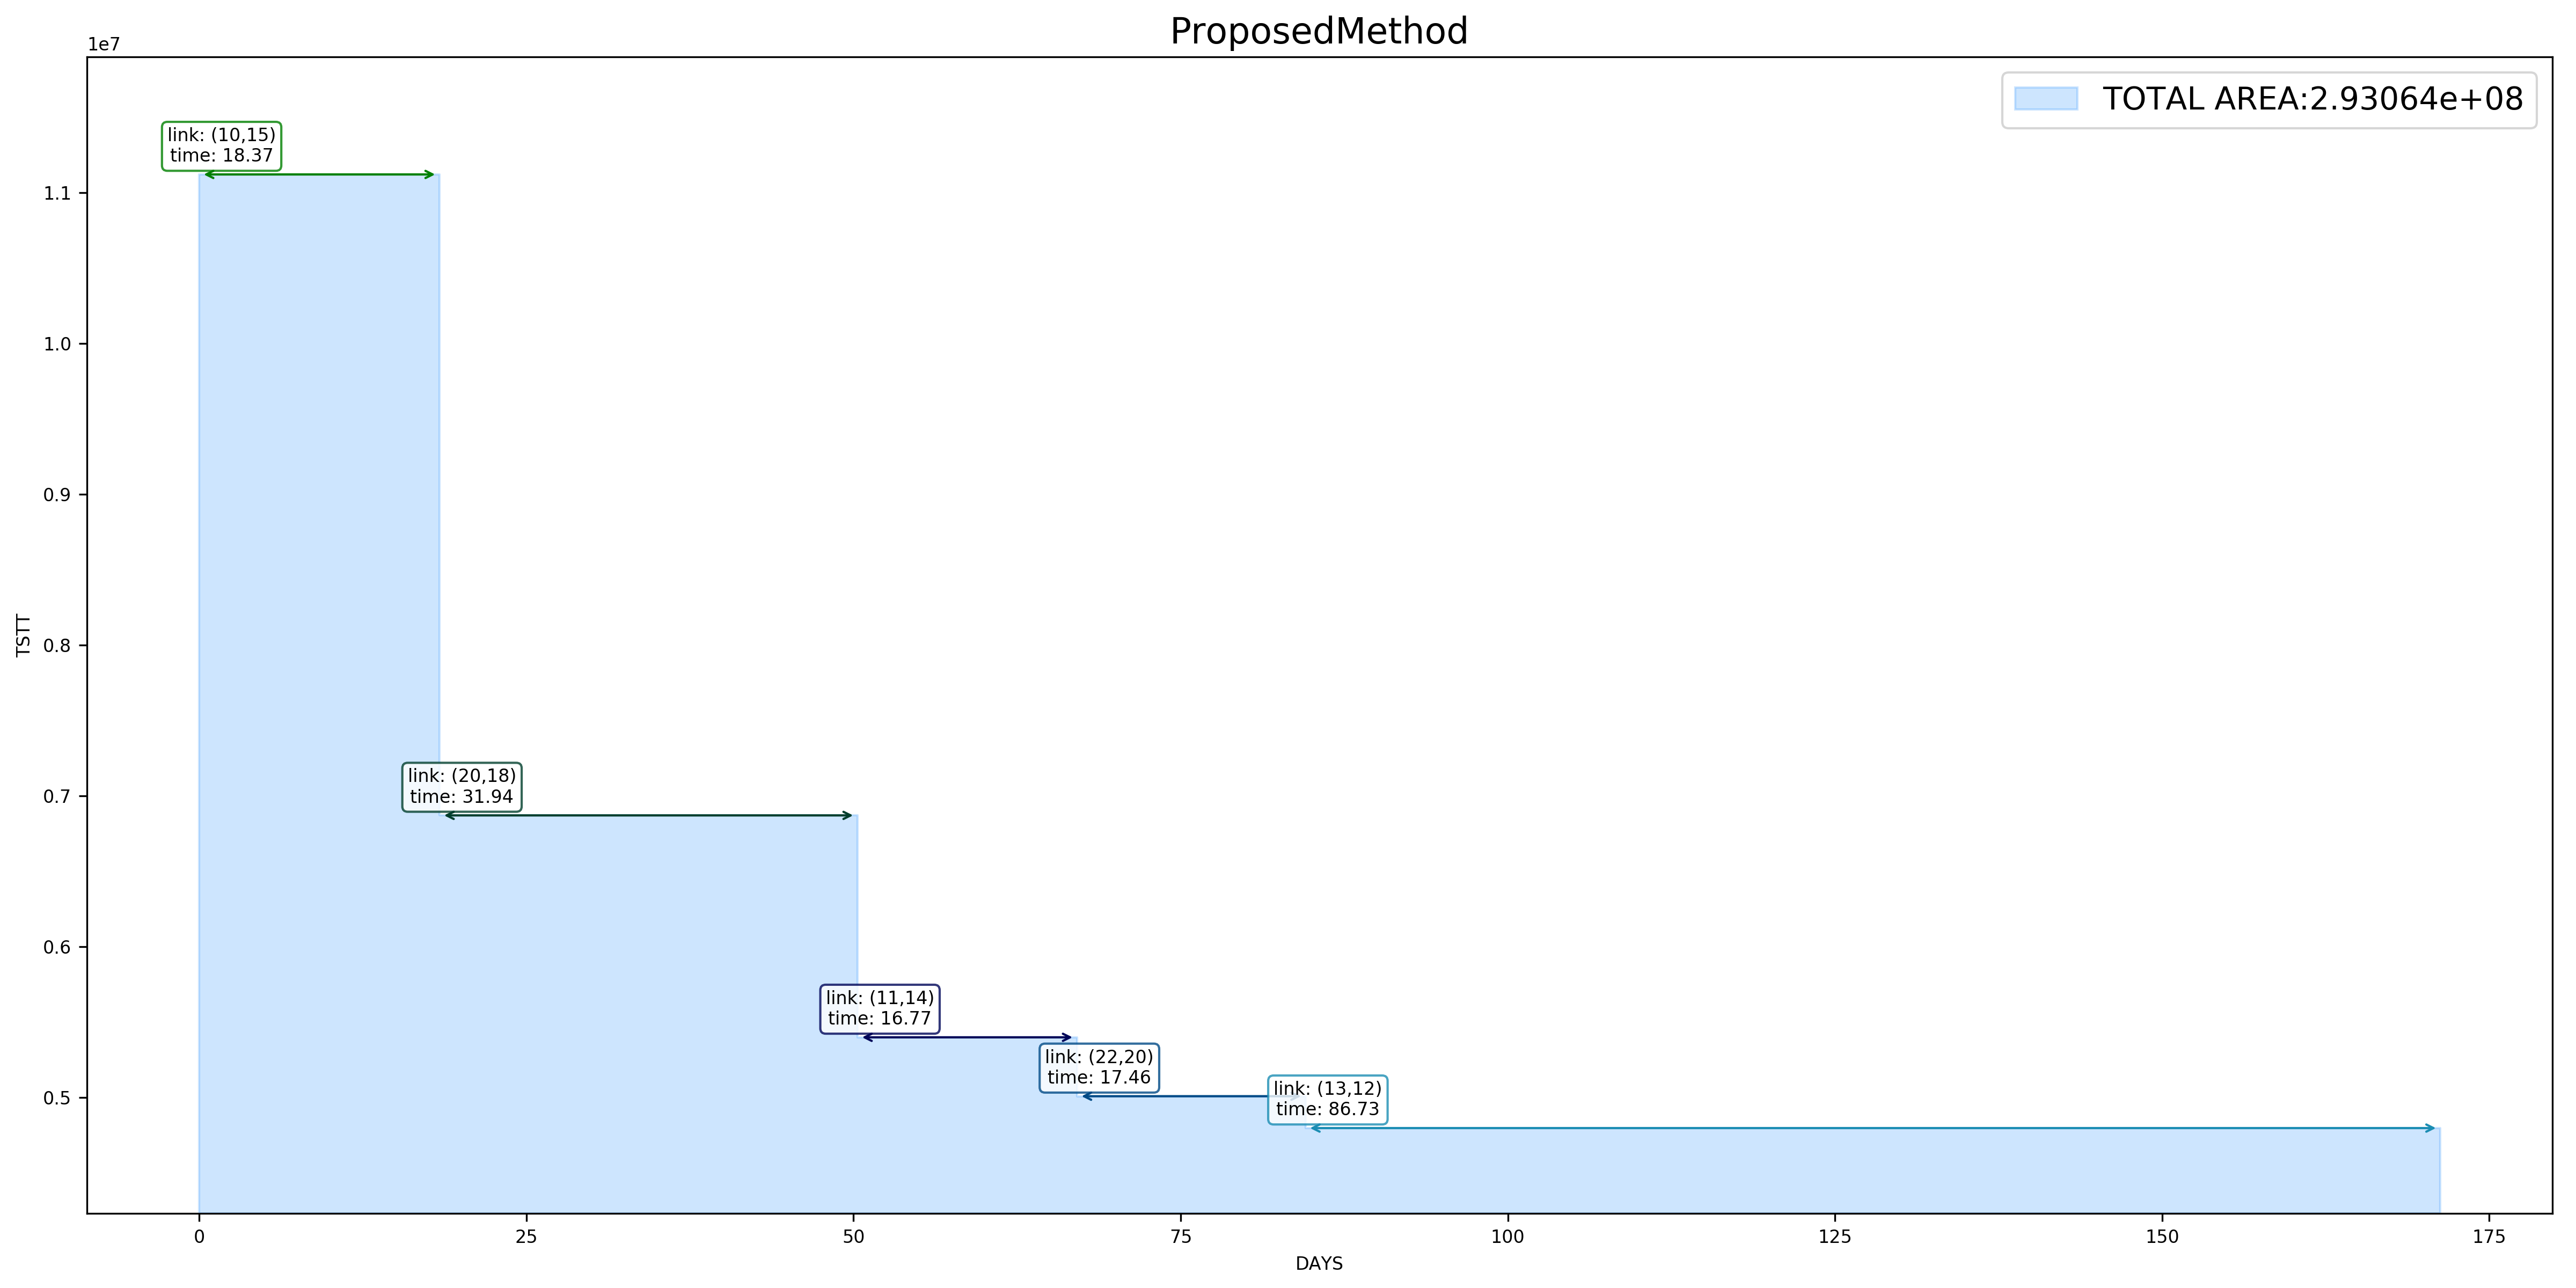 ProposedMethod
1e7
TOTAL AREA:2.93064e+08
link: (10,15)
time: 18.37
1.1
1.0
0.9
0.8
TSTT
link: (20,18)
time: 31.94
0.7
0.6
link: (11,14)
time: 16.77
link: (22,20)
time: 17.46
link: (13,12)
time: 86.73
0.5
0
25
50
75
100
125
150
175
DAYS